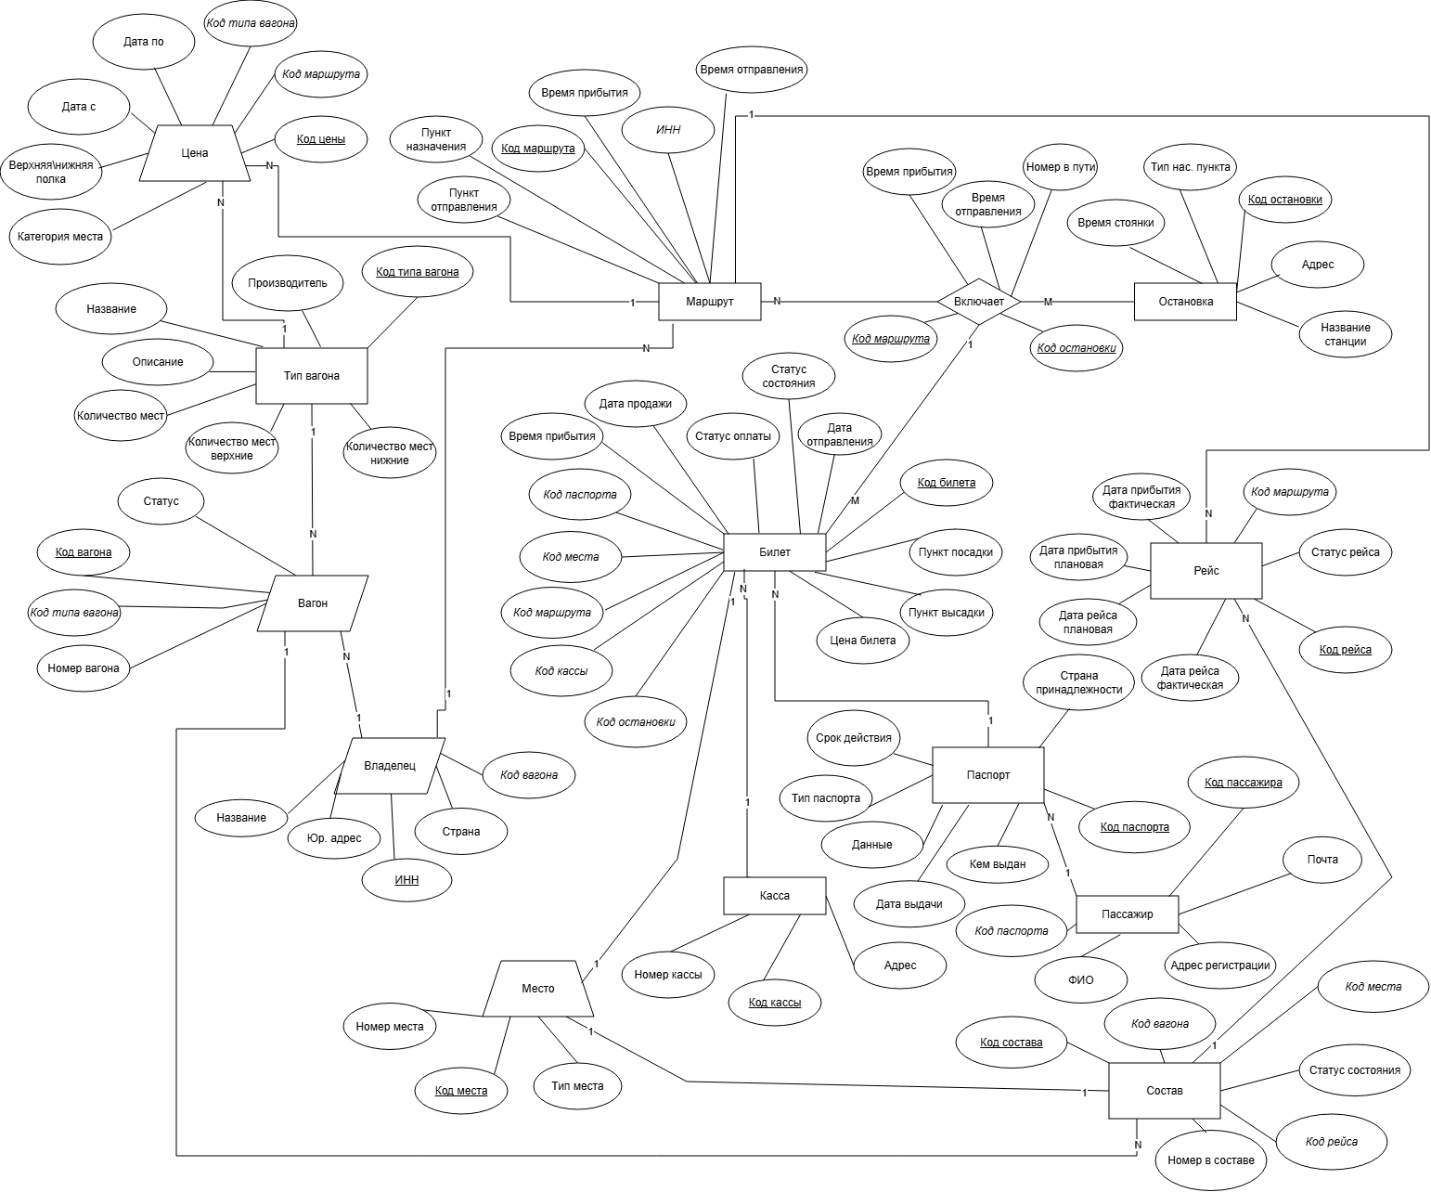 Код типа вагона
Дата по
Код маршрута
Дата с
Код цены
Цена
Верхняя\нижняя
полка
N
N
Категория места
Время отправления
Время прибытия
ИНН
Пункт
назначения
Код маршрута
Пункт
отправления
1
Время прибытия
Номер в пути
Время
отправления
Тип нас. пункта
Код остановки
Время стоянки
Адрес
Маршрут
1
N
Включает
M
Остановка
Код маршрута
Код остановки
Название
станции
1
N
Производитель
Код типа вагона
Название
1
Описание
Тип вагона
Количество мест
1
Количество мест
верхние
Количество мест
нижние
Статус
состояния
Дата продажи
Время прибытия
Статус оплаты
Дата
отправления
Код паспорта
Код билета
M
Код места
Билет
Пункт посадки
N
N
1
Код маршрута
Пункт высадки
Цена билета
Код кассы
Код остановки
Дата прибытия
фактическая
Код маршрута
N
Дата прибытия
плановая
Рейс
Статус рейса
Дата рейса
плановая
N
Код рейса
Дата рейса
фактическая
Статус
N
Код вагона
Вагон
Код типа вагона
Номер вагона
1
N
1
1
Владелец
Код вагона
Название
Юр. адрес
Страна
ИНН
Страна
принадлежности
1
Срок действия
Паспорт
Тип паспорта
Данные
N
Код паспорта
Кем выдан
Дата выдачи
1
Код пассажира
Почта
1
Пассажир
Код паспорта
ФИО
Адрес регистрации
1
Касса
Номер кассы
Код кассы
Адрес
1
Место
Номер места
1
Код места
Тип места
Код места
Код вагона
Код состава
1
Статус состояния
1
Состав
Код рейса
N
Номер в составе